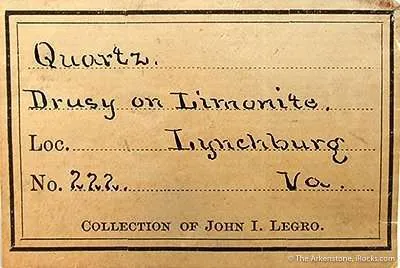 Quartz.
Drusy on Limonite.
Loc. Lynchburg
No. 222. Va.
COLLECTION OF JOHN I. LEGRO.
© The Arkenstone, iRocks.com